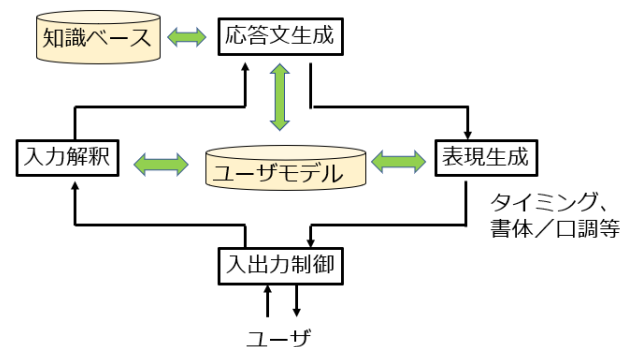 知識ベース
応答文生成
入力解釈
ユーザモデル
表現生成
タイミング、
書体／口調等
入出力制御
ユーザ